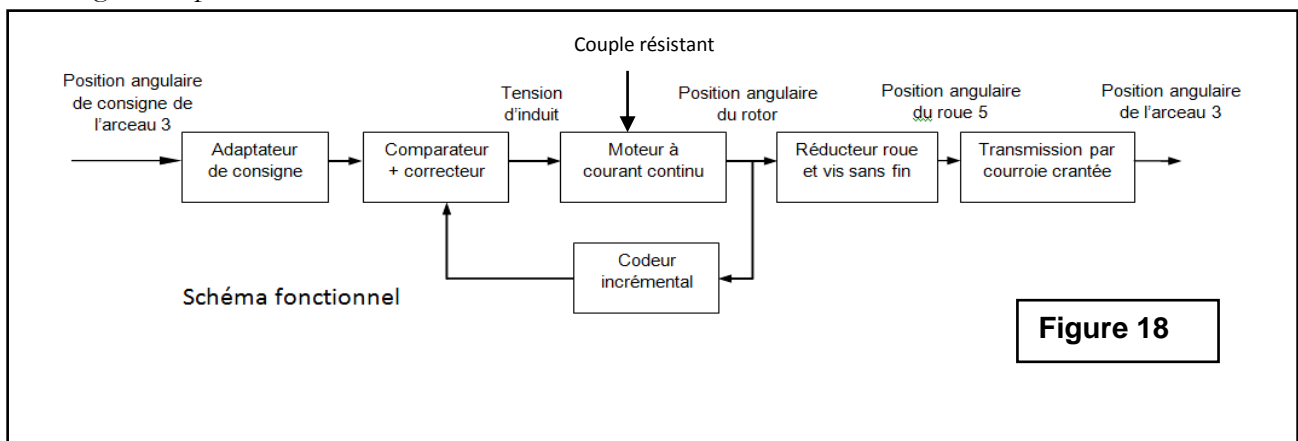 Couple résistant
Position angulaire
de consigne de
l'arceau 3
Tension
d'induit
Position angulaire
du rotor
Position angulaire
du roue 5
Position angulaire
de l'arceau 3
Adaptateur
de consigne
Comparateur
+ correcteur
Moteur à
courant continu
Réducteur roue
et vis sans fin
Transmission par
courroie crantée
Codeur
incrémental
Schéma fonctionnel
Figure 18